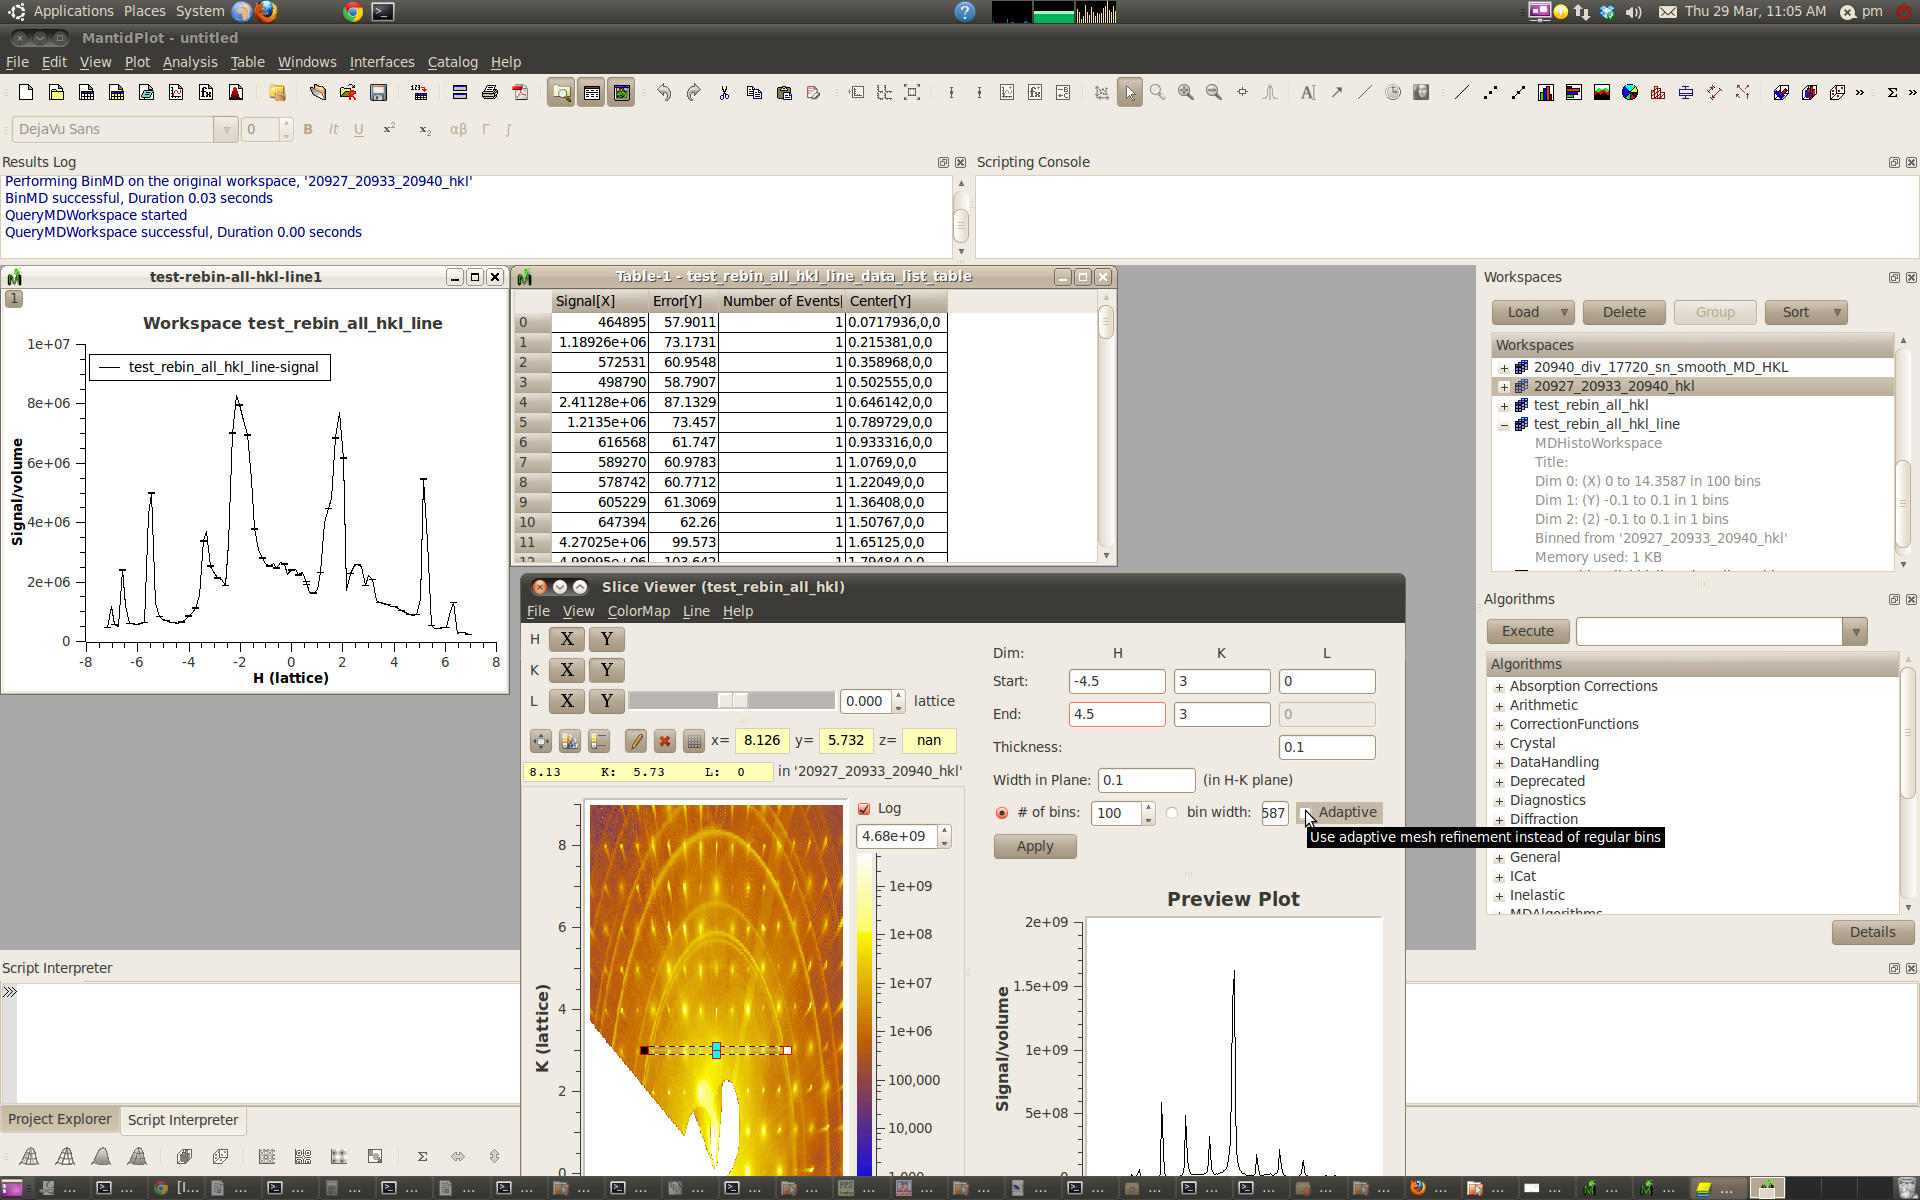 Applications Places System
Thu 29 Mar, 11:05 AM pm
MantidPlot - untitled
File Edit View Plot Analysis Table Windows Interfaces Catalog Help
DejaVu Sans 0 B It U x² x₂ αβ Γ ∫
Results Log
Scripting Console
Performing BinMD on the original workspace, '20927_20933_20940_hkl'
BinMD successful, Duration 0.03 seconds
QueryMDWorkspace started
QueryMDWorkspace successful, Duration 0.00 seconds
test-rebin-all-hkl-line1
1
Workspace test_rebin_all_hkl_line
test_rebin_all_hkl_line-signal
Signal/volume
1e+07
8e+06
6e+06
4e+06
2e+06
0
-8 -6 -4 -2 0 2 4 6 8
H (lattice)
Table-1 - test_rebin_all_hkl_line_data_list_table
Signal[X] Error[Y] Number of Events| Center[Y]
0 464895 57.9011 1 0.0717936,0,0
1 1.18926e+06 73.1731 1 0.215381,0,0
2 572531 60.9548 1 0.358968,0,0
3 498790 58.7907 1 0.502555,0,0
4 2.41128e+06 87.1329 1 0.646142,0,0
5 1.2135e+06 73.457 1 0.789729,0,0
6 616568 61.747 1 0.933316,0,0
7 589270 60.9783 1 1.0769,0,0
8 578742 60.7712 1 1.22049,0,0
9 605229 61.3069 1 1.36408,0,0
10 647394 62.26 1 1.50767,0,0
11 4.27025e+06 99.573 1 1.65125,0,0
12 4.98995e+06 103.642 1 1.79484,0,0
Workspaces
Load Delete Group Sort
Workspaces
20940_div_17720_sn_smooth_MD_HKL
20927_20933_20940_hkl
test_rebin_all_hkl
test_rebin_all_hkl_line
MDHistoWorkspace
Title:
Dim 0: (X) 0 to 14.3587 in 100 bins
Dim 1: (Y) -0.1 to 0.1 in 1 bins
Dim 2: (2) -0.1 to 0.1 in 1 bins
Binned from '20927_20933_20940_hkl'
Memory used: 1 KB
Algorithms
Execute
Algorithms
Absorption Corrections
Arithmetic
CorrectionFunctions
Crystal
DataHandling
Deprecated
Diagnostics
Diffraction
General
ICat
Inelastic
MDAlgorithms
Details
Slice Viewer (test_rebin_all_hkl)
File View ColorMap Line Help
H X Y
K X Y
L X Y 0.000 lattice
x= 8.126 y= 5.732 z= nan
8.13 K: 5.73 L: 0 in '20927_20933_20940_hkl'
Log
4.68e+09
1e+09
1e+08
1e+07
1e+06
100,000
10,000
1,000
K (lattice)
8
6
4
2
0
Dim: H K L
Start: -4.5 3 0
End: 4.5 3 0
Thickness: 0.1
Width in Plane: 0.1 (in H-K plane)
# of bins: 100 bin width: 587 Adaptive
Use adaptive mesh refinement instead of regular bins
Apply
Preview Plot
Signal/volume
2e+09
1.5e+09
1e+09
5e+08
0
Script Interpreter
Project Explorer Script Interpreter
[I...